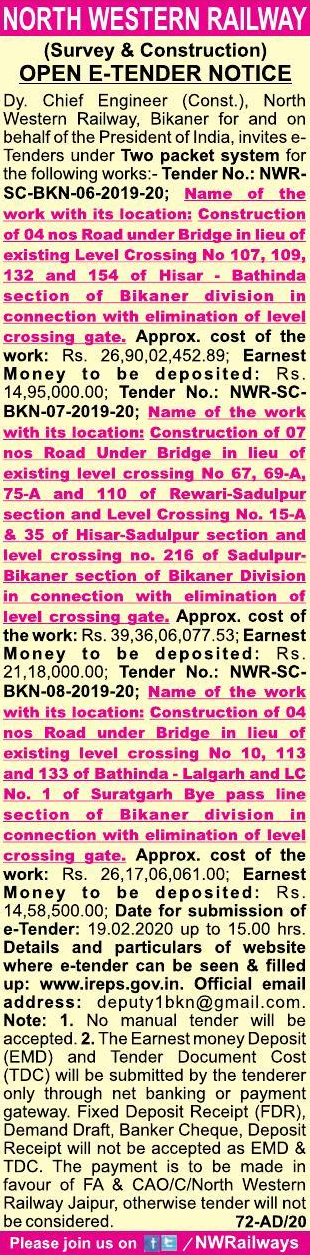 NORTH WESTERN RAILWAY
(Survey & Construction)
OPEN E-TENDER NOTICE
Dy. Chief Engineer (Const.), North
Western Railway, Bikaner for and on
behalf of the President of India, invites e-
Tenders under Two packet system for
the following works:- Tender No.: NWR-
SC-BKN-06-2019-20; Name of the
work with its location: Construction
of 04 nos Road under Bridge in lieu of
existing Level Crossing No 107, 109,
132 and 154 of Hisar - Bathinda
section of Bikaner division in
connection with elimination of level
crossing gate. Approx. cost of the
work: Rs. 26,90,02,452.89; Earnest
Money to be deposited: Rs.
14,95,000.00; Tender No.: NWR-SC-
BKN-07-2019-20; Name of the work
with its location: Construction of 07
nos Road Under Bridge in lieu of
existing level crossing No 67, 69-A,
75-A and 110 of Rewari-Sadulpur
section and Level Crossing No. 15-A
& 35 of Hisar-Sadulpur section and
level crossing no. 216 of Sadulpur-
Bikaner section of Bikaner Division
in connection with elimination of
level crossing gate. Approx. cost of
the work: Rs. 39,36,06,077.53; Earnest
Money to be deposited: Rs.
21,18,000.00; Tender No.: NWR-SC-
BKN-08-2019-20; Name of the work
with its location: Construction of 04
nos Road under Bridge in lieu of
existing level crossing No 10, 113
and 133 of Bathinda - Lalgarh and LC
No. 1 of Suratgarh Bye pass line
section of Bikaner division in
connection with elimination of level
crossing gate. Approx. cost of the
work: Rs. 26,17,06,061.00; Earnest
Money to be deposited: Rs.
14,58,500.00; Date for submission of
e-Tender: 19.02.2020 up to 15.00 hrs.
Details and particulars of website
where e-tender can be seen & filled
up: www.ireps.gov.in. Official email
address: deputy1bkn@gmail.com.
Note: 1. No manual tender will be
accepted. 2. The Earnest money Deposit
(EMD) and Tender Document Cost
(TDC) will be submitted by the tenderer
only through net banking or payment
gateway. Fixed Deposit Receipt (FDR),
Demand Draft, Banker Cheque, Deposit
Receipt will not be accepted as EMD &
TDC. The payment is to be made in
favour of FA & CAO/C/North Western
Railway Jaipur, otherwise tender will not
be considered. 72-AD/20
Please join us on f t /NWRailways